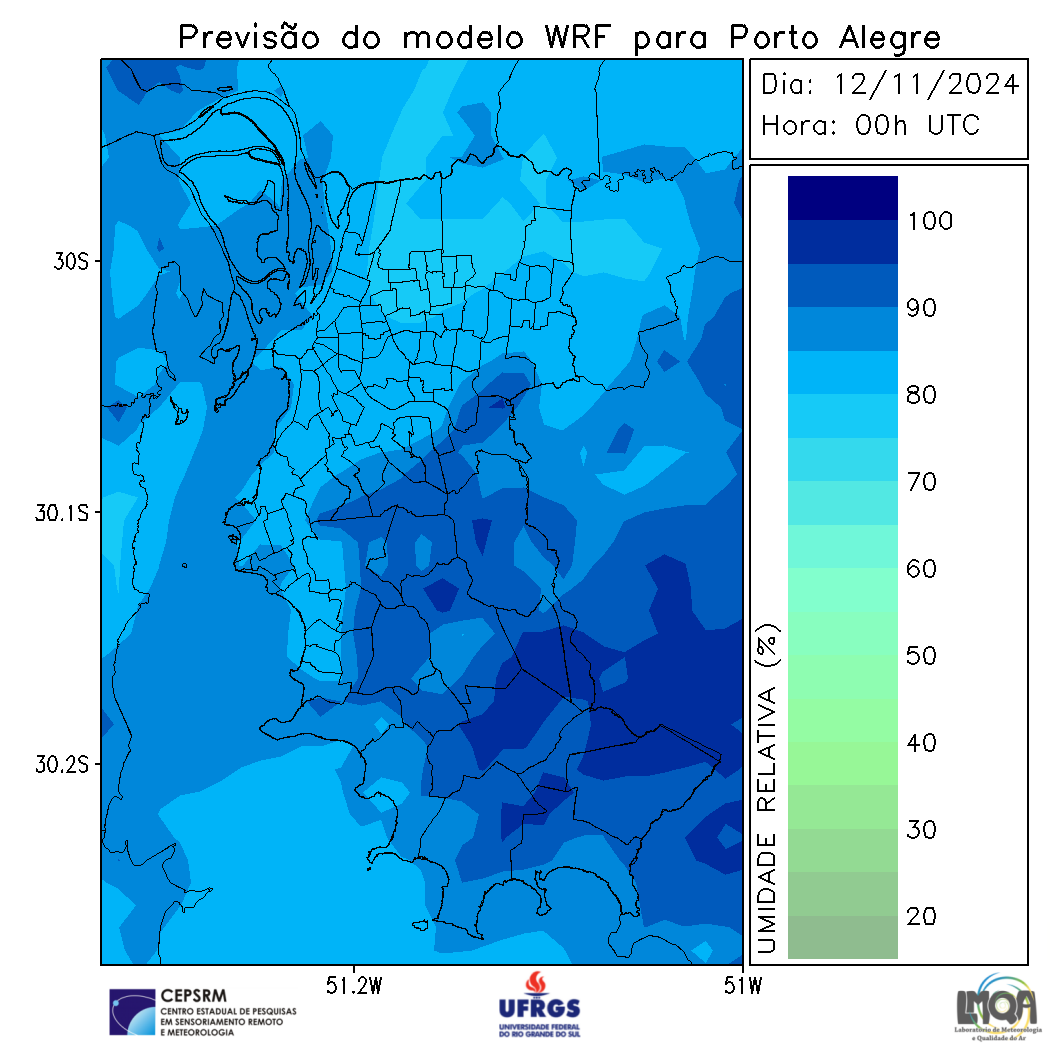 Previsão do modelo WRF para Porto Alegre
Dia: 12/11/2024
Hora: 00h UTC
30S
30.1S
30.2S
51.2W
51W
100
90
80
70
60
50
40
30
20
UMIDADE RELATIVA (%)
CEPSRM
CENTRO ESTADUAL DE PESQUISAS
EM SENSORIAMENTO REMOTO
E METEOROLOGIA
UFRGS
UNIVERSIDADE FEDERAL
DO RIO GRANDE DO SUL
LMQA
Laboratório de Meteorologia
e Qualidade do Ar